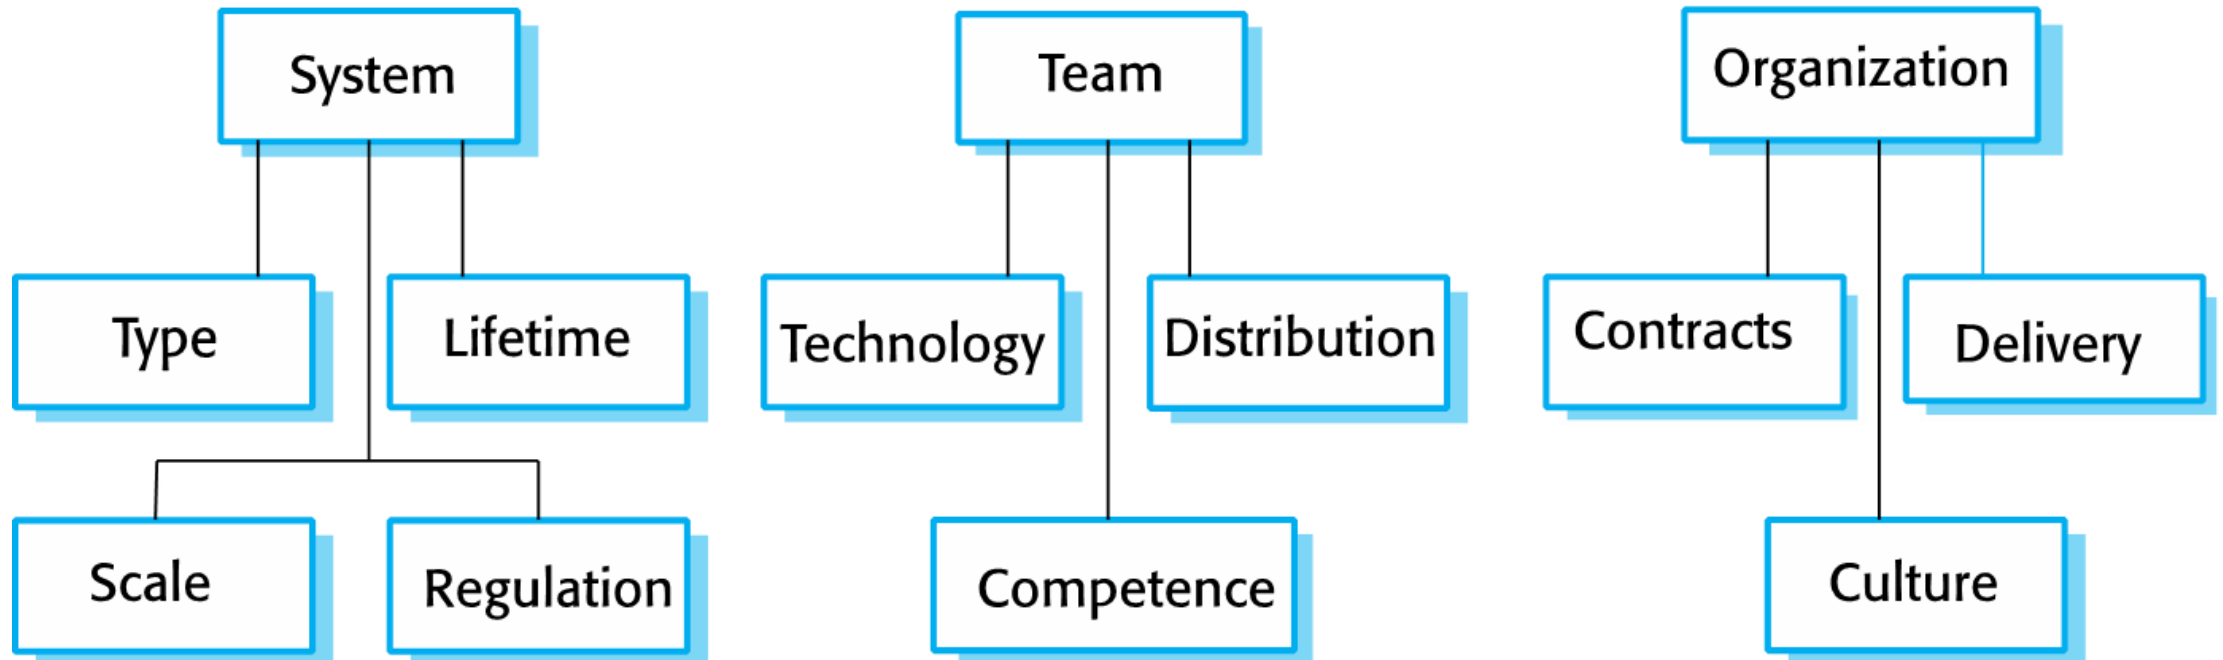 System
Team
Organization
Type
Lifetime
Technology
Distribution
Contracts
Delivery
Scale
Regulation
Competence
Culture